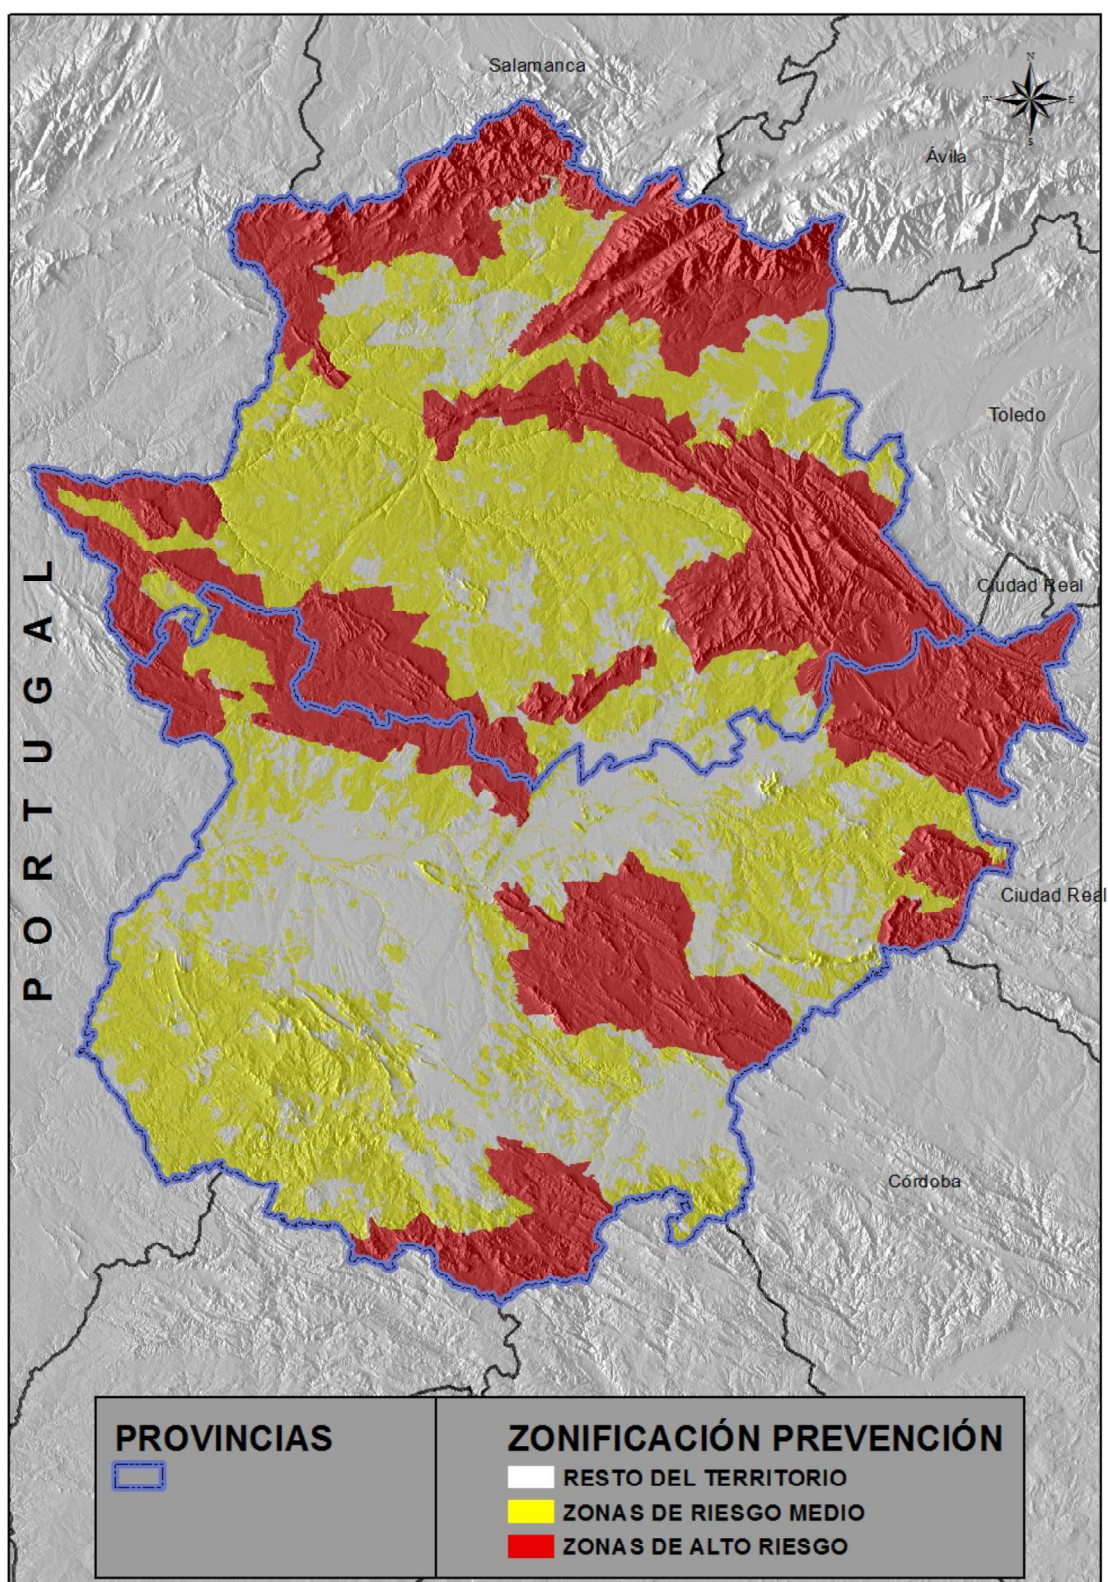 Salamanca
N
E
S
Ávila
Toledo
Ciudad Real
PORTUGAL
Ciudad Real
Córdoba
PROVINCIAS
ZONIFICACIÓN PREVENCIÓN
RESTO DEL TERRITORIO
ZONAS DE RIESGO MEDIO
ZONAS DE ALTO RIESGO